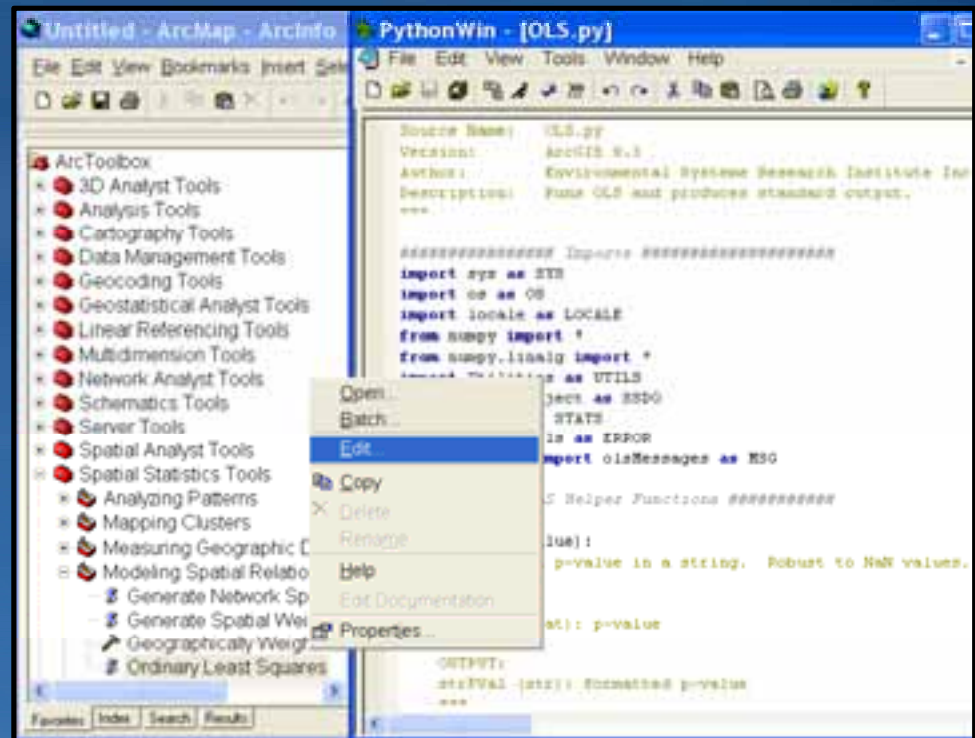 Untitled - ArcMap - ArcInfo
File Edit View Bookmarks Insert Sele
ArcToolbox
3D Analyst Tools
Analysis Tools
Cartography Tools
Data Management Tools
Geocoding Tools
Geostatistical Analyst Tools
Linear Referencing Tools
Multidimension Tools
Network Analyst Tools
Schematics Tools
Server Tools
Spatial Analyst Tools
Spatial Statistics Tools
Analyzing Patterns
Mapping Clusters
Measuring Geographic D
Modeling Spatial Relatio
Generate Network Sp
Generate Spatial Wei
Geographically Weigh
Ordinary Least Squares
Favorites Index Search Results
Open...
Batch...
Edit...
Copy
Delete
Rename
Help
Edit Documentation
Properties...
PythonWin - [OLS.py]
File Edit View Tools Window Help
Source Name: OLS.py
Version: ArcGIS 9.3
Author: Environmental Systems Research Institute Inc
Description: Runs OLS and produces standard output.
"""
################ Imports ####################
import sys as SYS
import os as OS
import locale as LOCALE
from numpy import *
from numpy.linalg import *
import Utilities as UTILS
ject as SSDO
STATS
ls as ERROR
mport olsMessages as MSG
S Helper Functions ###########
lue):
p-value in a string. Robust to NaN values.
at): p-value
OUTPUT:
strPVal (str): formatted p-value
"""